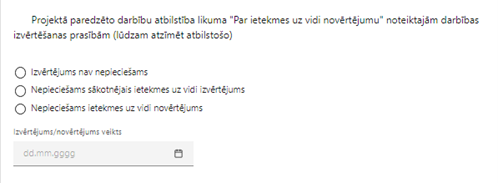 Projektā paredzēto darbību atbilstība likuma "Par ietekmes uz vidi novērtējumu" noteiktajām darbības
izvērtēšanas prasībām (lūdzam atzīmēt atbilstošo)
Izvērtējums nav nepieciešams
Nepieciešams sākotnējais ietekmes uz vidi izvērtējums
Nepieciešams ietekmes uz vidi novērtējums
Izvērtējums/novērtējums veikts
dd.mm.gggg